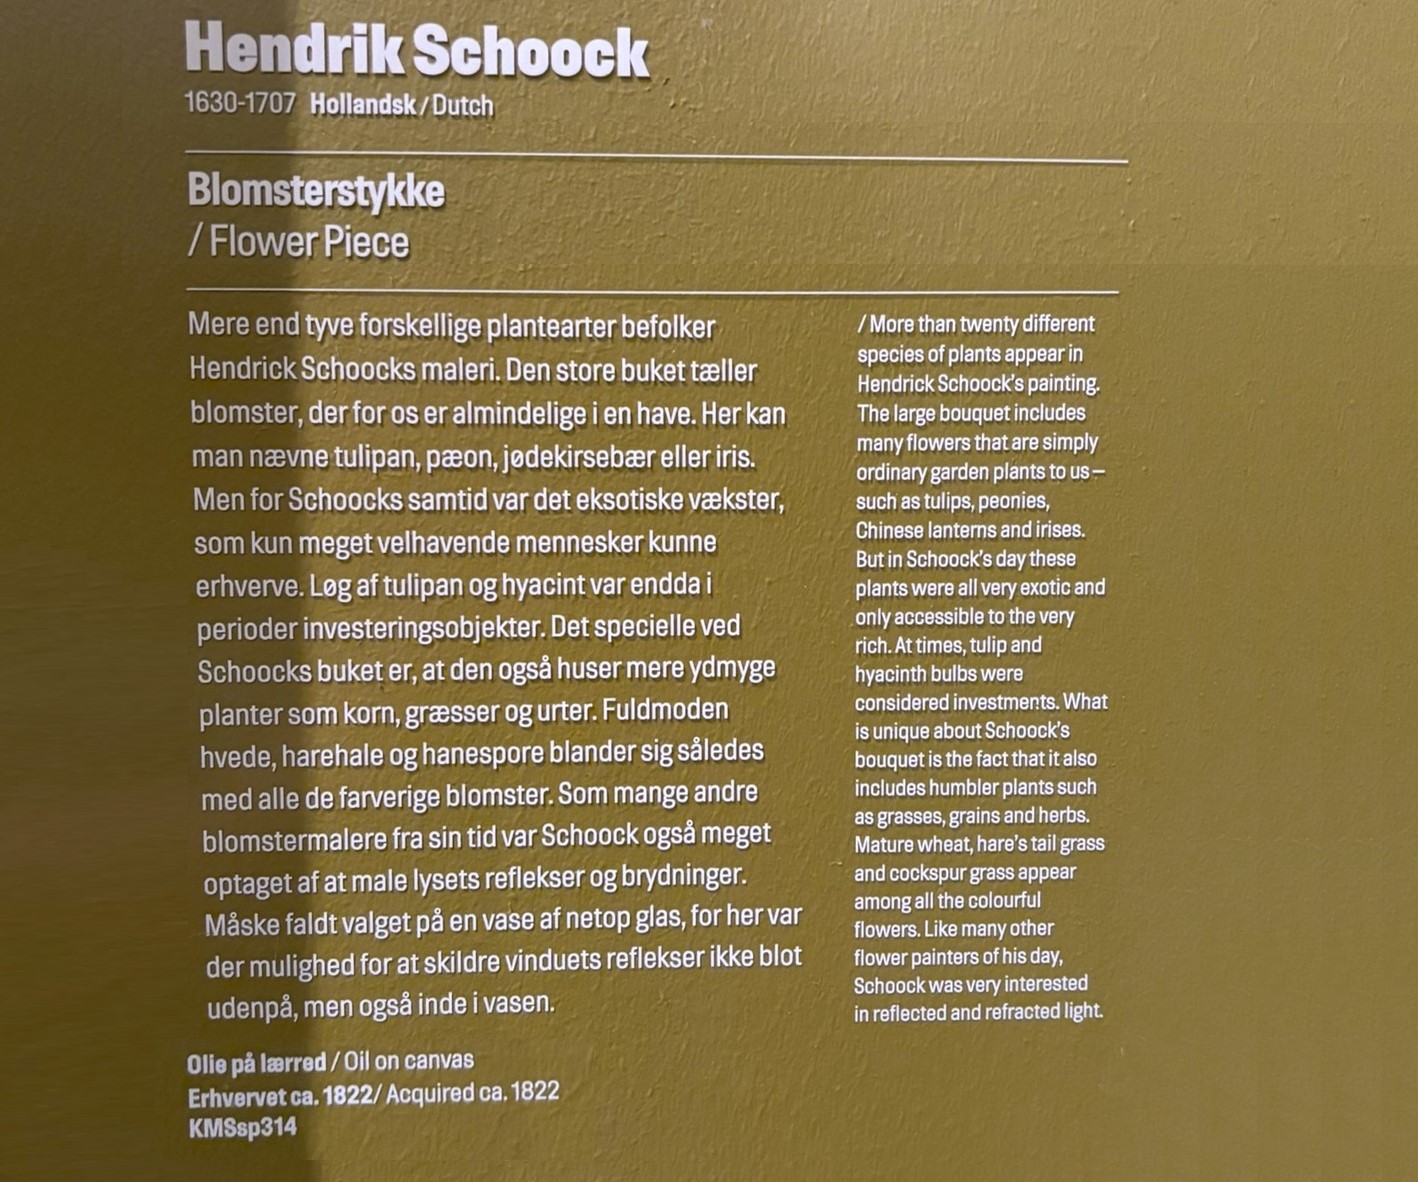 Hendrik Schoock
1630-1707 Hollandsk / Dutch
Blomsterstykke
/ Flower Piece
Mere end tyve forskellige plantearter befolker
Hendrick Schoocks maleri. Den store buket tæller
blomster, der for os er almindelige i en have. Her kan
man nævne tulipan, pæon, jødekirsebær eller iris.
Men for Schoocks samtid var det eksotiske vækster,
som kun meget velhavende mennesker kunne
erhverve. Løg af tulipan og hyacint var endda i
perioder investeringsobjekter. Det specielle ved
Schoocks buket er, at den også huser mere ydmyge
planter som korn, græsser og urter. Fuldmoden
hvede, harehale og hanespore blander sig således
med alle de farverige blomster. Som mange andre
blomstermalere fra sin tid var Schoock også meget
optaget af at male lysets reflekser og brydninger.
Måske faldt valget på en vase af netop glas, for her var
der mulighed for at skildre vinduets reflekser ikke blot
udenpå, men også inde i vasen.
/ More than twenty different
species of plants appear in
Hendrick Schoock's painting.
The large bouquet includes
many flowers that are simply
ordinary garden plants to us –
such as tulips, peonies,
Chinese lanterns and irises.
But in Schoock's day these
plants were all very exotic and
only accessible to the very
rich. At times, tulip and
hyacinth bulbs were
considered investments. What
is unique about Schoock's
bouquet is the fact that it also
includes humbler plants such
as grasses, grains and herbs.
Mature wheat, hare's tail grass
and cockspur grass appear
among all the colourful
flowers. Like many other
flower painters of his day,
Schoock was very interested
in reflected and refracted light.
Olie på lærred / Oil on canvas
Erhvervet ca. 1822/ Acquired ca. 1822
KMSsp314